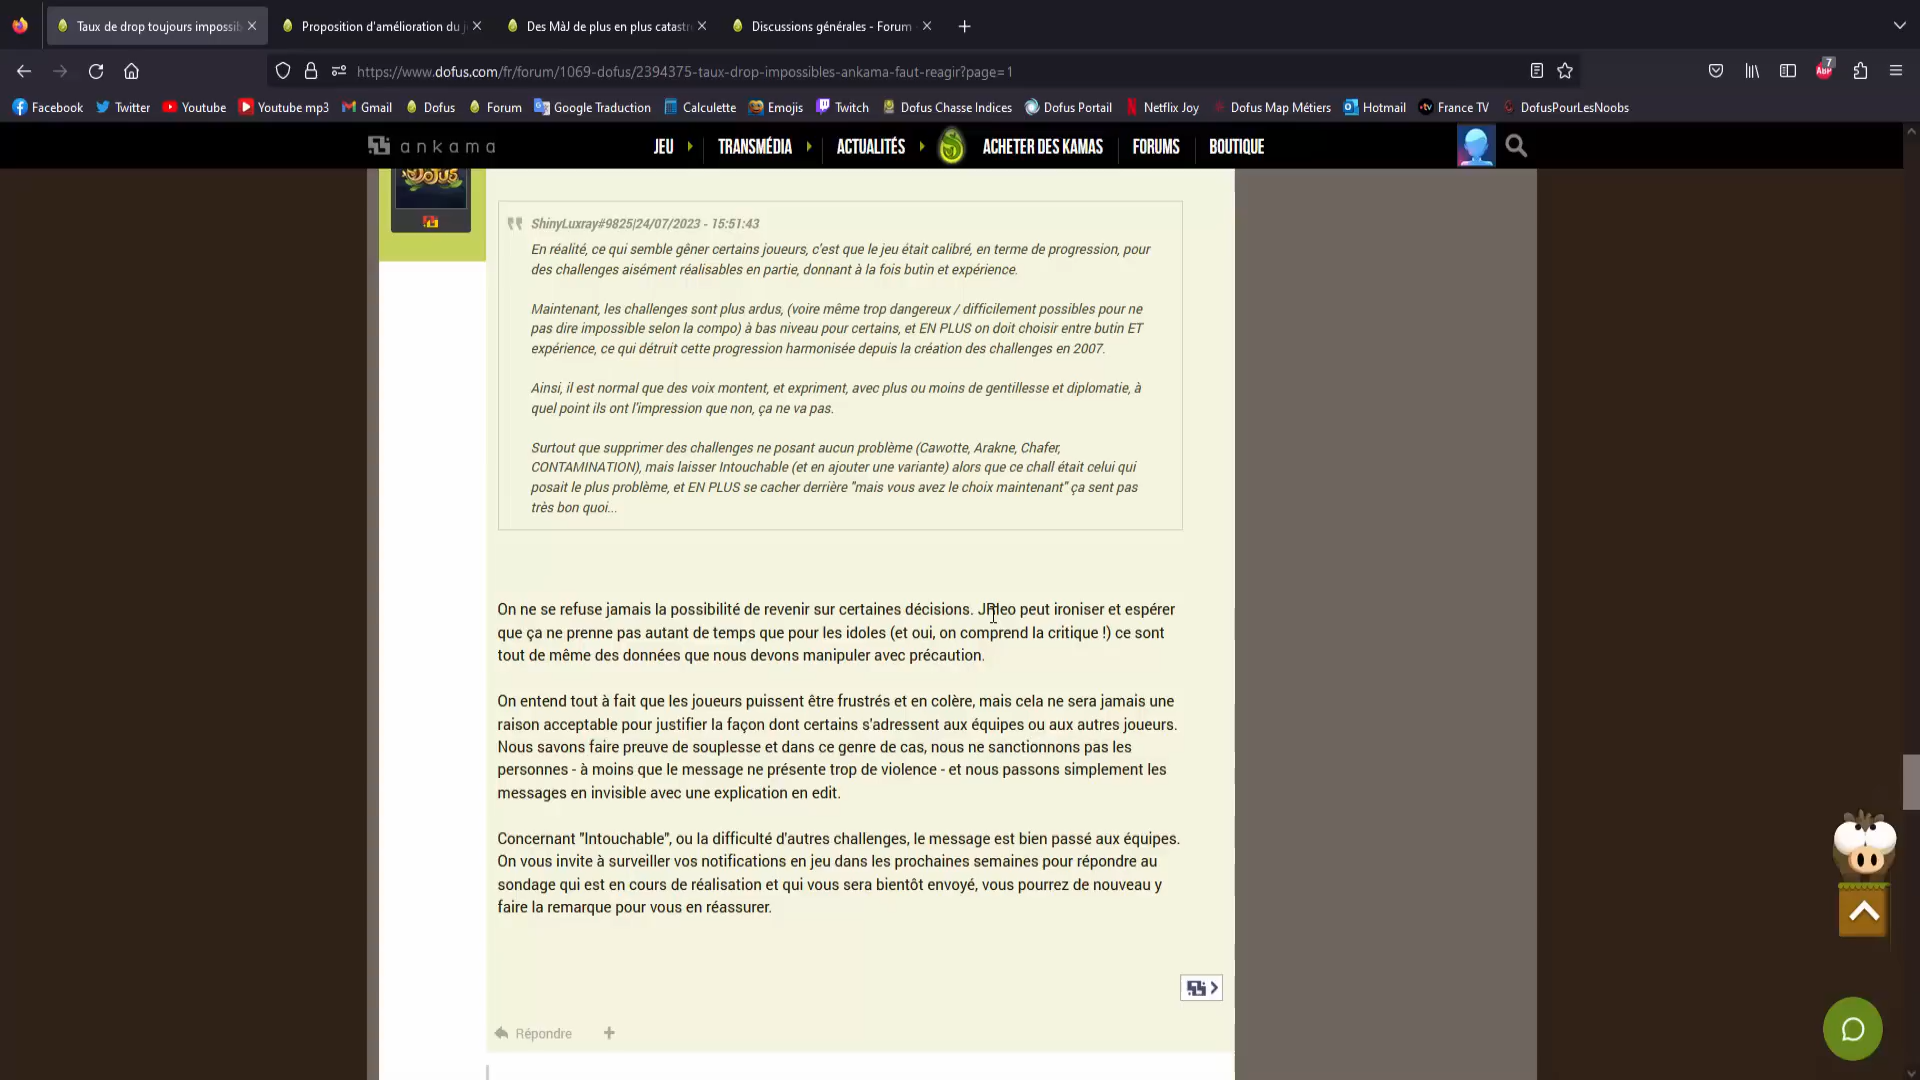 Taux de drop toujours impossib
Proposition d'amélioration du j
Des MàJ de plus en plus catastr
Discussions générales - Forum
https://www.dofus.com/fr/forum/1069-dofus/2394375-taux-drop-impossibles-ankama-faut-reagir?page=1
7
ABP
Facebook
Twitter
Youtube
Youtube mp3
Gmail
Dofus
Forum
Google Traduction
Calculette
Emojis
Twitch
Dofus Chasse Indices
Dofus Portail
Netflix Joy
Dofus Map Métiers
Hotmail
France TV
DofusPourLesNoobs
ankama
JEU
TRANSMÉDIA
ACTUALITÉS
ACHETER DES KAMAS
FORUMS
BOUTIQUE
DOFUS
ShinyLuxray#9825|24/07/2023 - 15:51:43
En réalité, ce qui semble gêner certains joueurs, c'est que le jeu était calibré, en terme de progression, pour
des challenges aisément réalisables en partie, donnant à la fois butin et expérience.
Maintenant, les challenges sont plus ardus, (voire même trop dangereux / difficilement possibles pour ne
pas dire impossible selon la compo) à bas niveau pour certains, et EN PLUS on doit choisir entre butin ET
expérience, ce qui détruit cette progression harmonisée depuis la création des challenges en 2007.
Ainsi, il est normal que des voix montent, et expriment, avec plus ou moins de gentillesse et diplomatie, à
quel point ils ont l'impression que non, ça ne va pas.
Surtout que supprimer des challenges ne posant aucun problème (Cawotte, Arakne, Chafer,
CONTAMINATION), mais laisser Intouchable (et en ajouter une variante) alors que ce chall était celui qui
posait le plus problème, et EN PLUS se cacher derrière "mais vous avez le choix maintenant" ça sent pas
très bon quoi...
On ne se refuse jamais la possibilité de revenir sur certaines décisions. peut ironiser et espérer
que ça ne prenne pas autant de temps que pour les idoles (et oui, on comprend la critique !) ce sont
tout de même des données que nous devons manipuler avec précaution.
On entend tout à fait que les joueurs puissent être frustrés et en colère, mais cela ne sera jamais une
raison acceptable pour justifier la façon dont certains s'adressent aux équipes ou aux autres joueurs.
Nous savons faire preuve de souplesse et dans ce genre de cas, nous ne sanctionnons pas les
personnes - à moins que le message ne présente trop de violence - et nous passons simplement les
messages en invisible avec une explication en edit.
Concernant "Intouchable", ou la difficulté d'autres challenges, le message est bien passé aux équipes.
On vous invite à surveiller vos notifications en jeu dans les prochaines semaines pour répondre au
sondage qui est en cours de réalisation et qui vous sera bientôt envoyé, vous pourrez de nouveau y
faire la remarque pour vous en réassurer.
Répondre